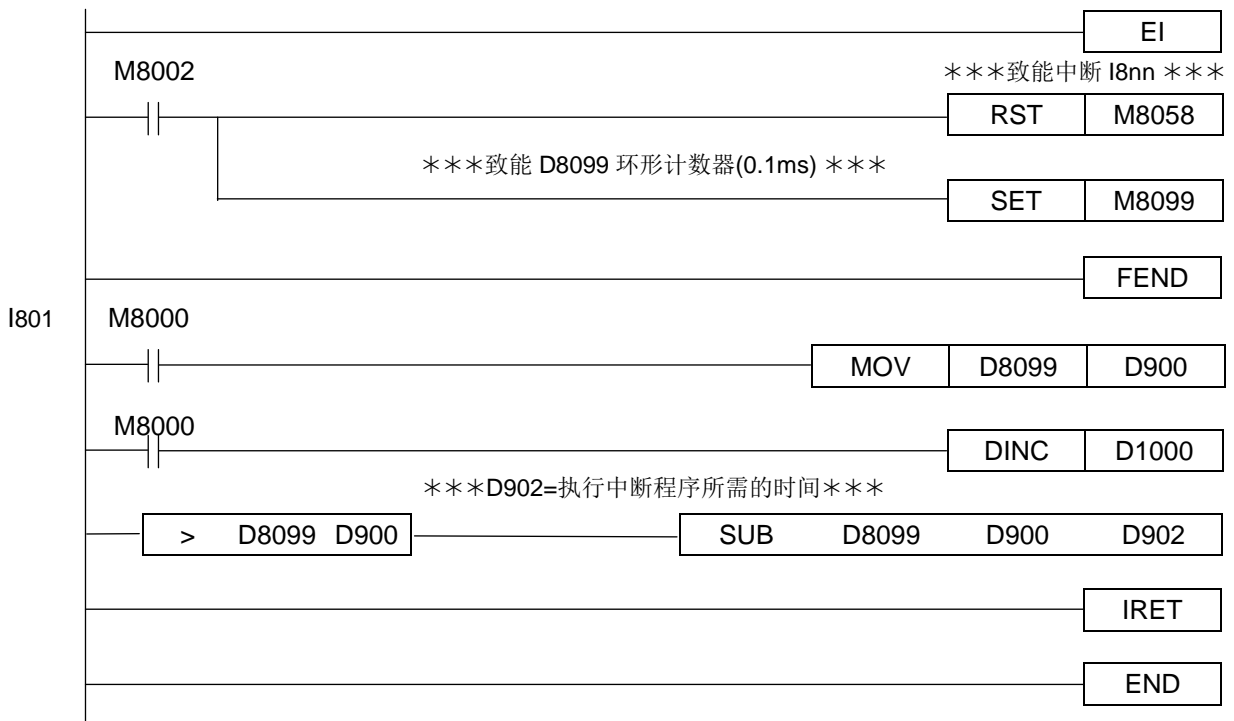 EI
M8002
＊＊＊致能中断 I8nn ＊＊＊
RST M8058
＊＊＊致能 D8099 环形计数器(0.1ms) ＊＊＊
SET M8099
FEND
I801 M8000
MOV D8099 D900
M8000
DINC D1000
＊＊＊D902=执行中断程序所需的时间＊＊＊
> D8099 D900 SUB D8099 D900 D902
IRET
END